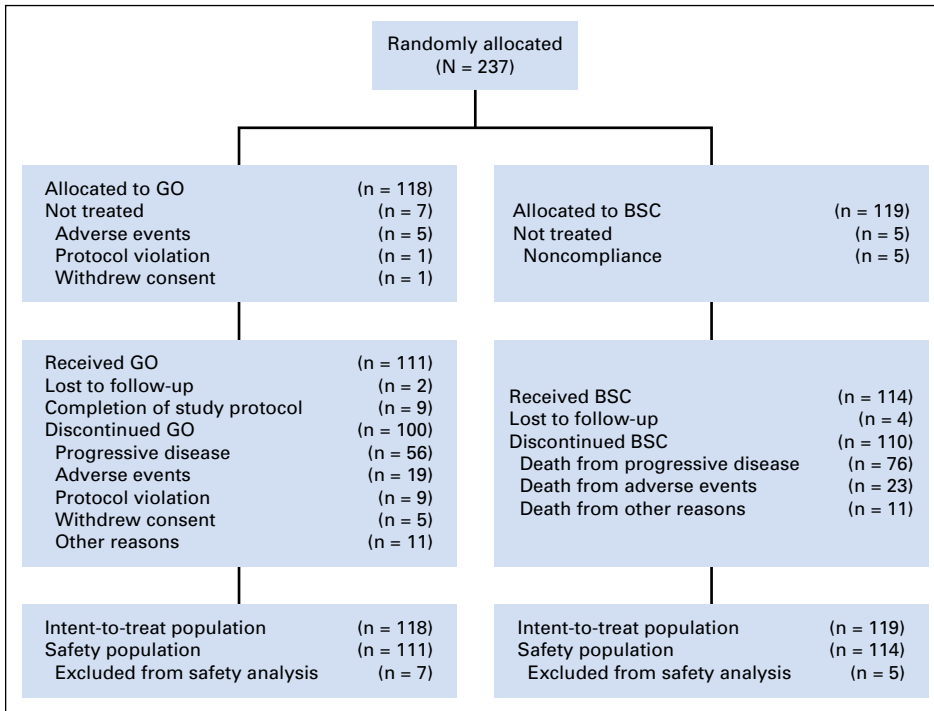 Randomly allocated
(N = 237)
Allocated to GO (n = 118)
Not treated (n = 7)
Adverse events (n = 5)
Protocol violation (n = 1)
Withdrew consent (n = 1)
Allocated to BSC (n = 119)
Not treated (n = 5)
Noncompliance (n = 5)
Received GO (n = 111)
Lost to follow-up (n = 2)
Completion of study protocol (n = 9)
Discontinued GO (n = 100)
Progressive disease (n = 56)
Adverse events (n = 19)
Protocol violation (n = 9)
Withdrew consent (n = 5)
Other reasons (n = 11)
Received BSC (n = 114)
Lost to follow-up (n = 4)
Discontinued BSC (n = 110)
Death from progressive disease (n = 76)
Death from adverse events (n = 23)
Death from other reasons (n = 11)
Intent-to-treat population (n = 118)
Safety population (n = 111)
Excluded from safety analysis (n = 7)
Intent-to-treat population (n = 119)
Safety population (n = 114)
Excluded from safety analysis (n = 5)